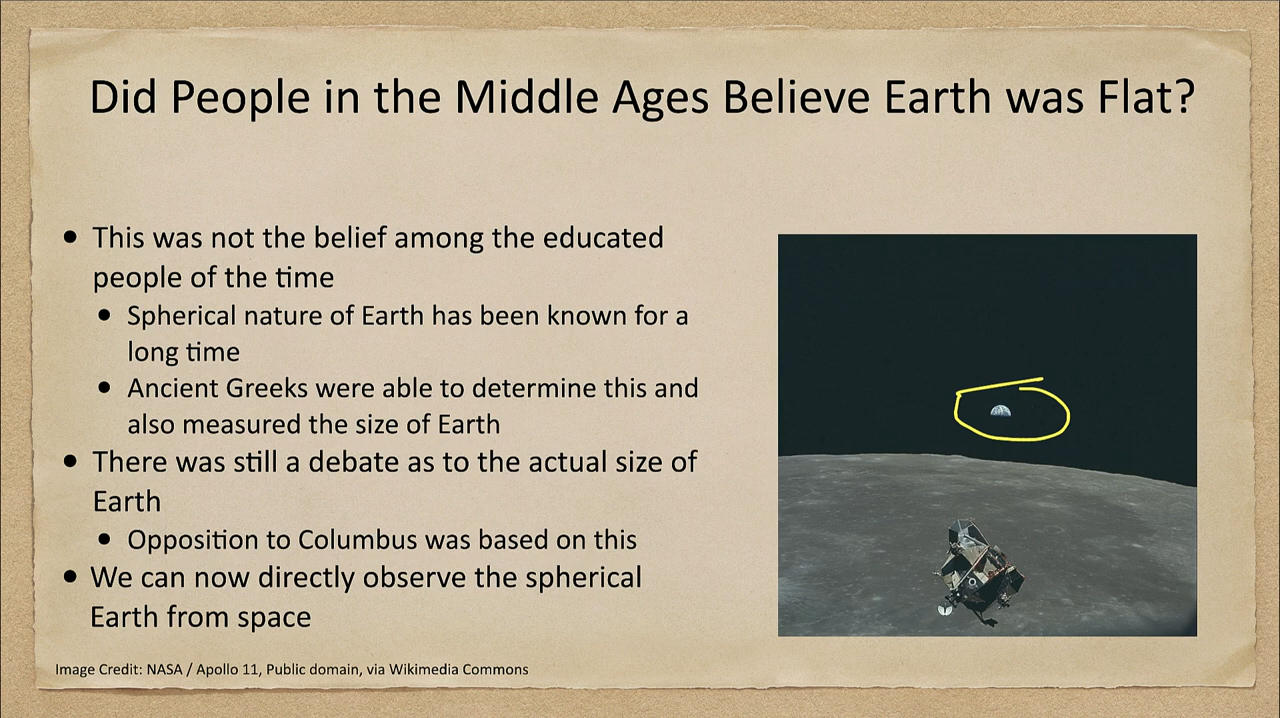 Did People in the Middle Ages Believe Earth was Flat?
• This was not the belief among the educated
people of the time
• Spherical nature of Earth has been known for a
long time
• Ancient Greeks were able to determine this and
also measured the size of Earth
• There was still a debate as to the actual size of
Earth
• Opposition to Columbus was based on this
• We can now directly observe the spherical
Earth from space
Image Credit: NASA / Apollo 11, Public domain, via Wikimedia Commons